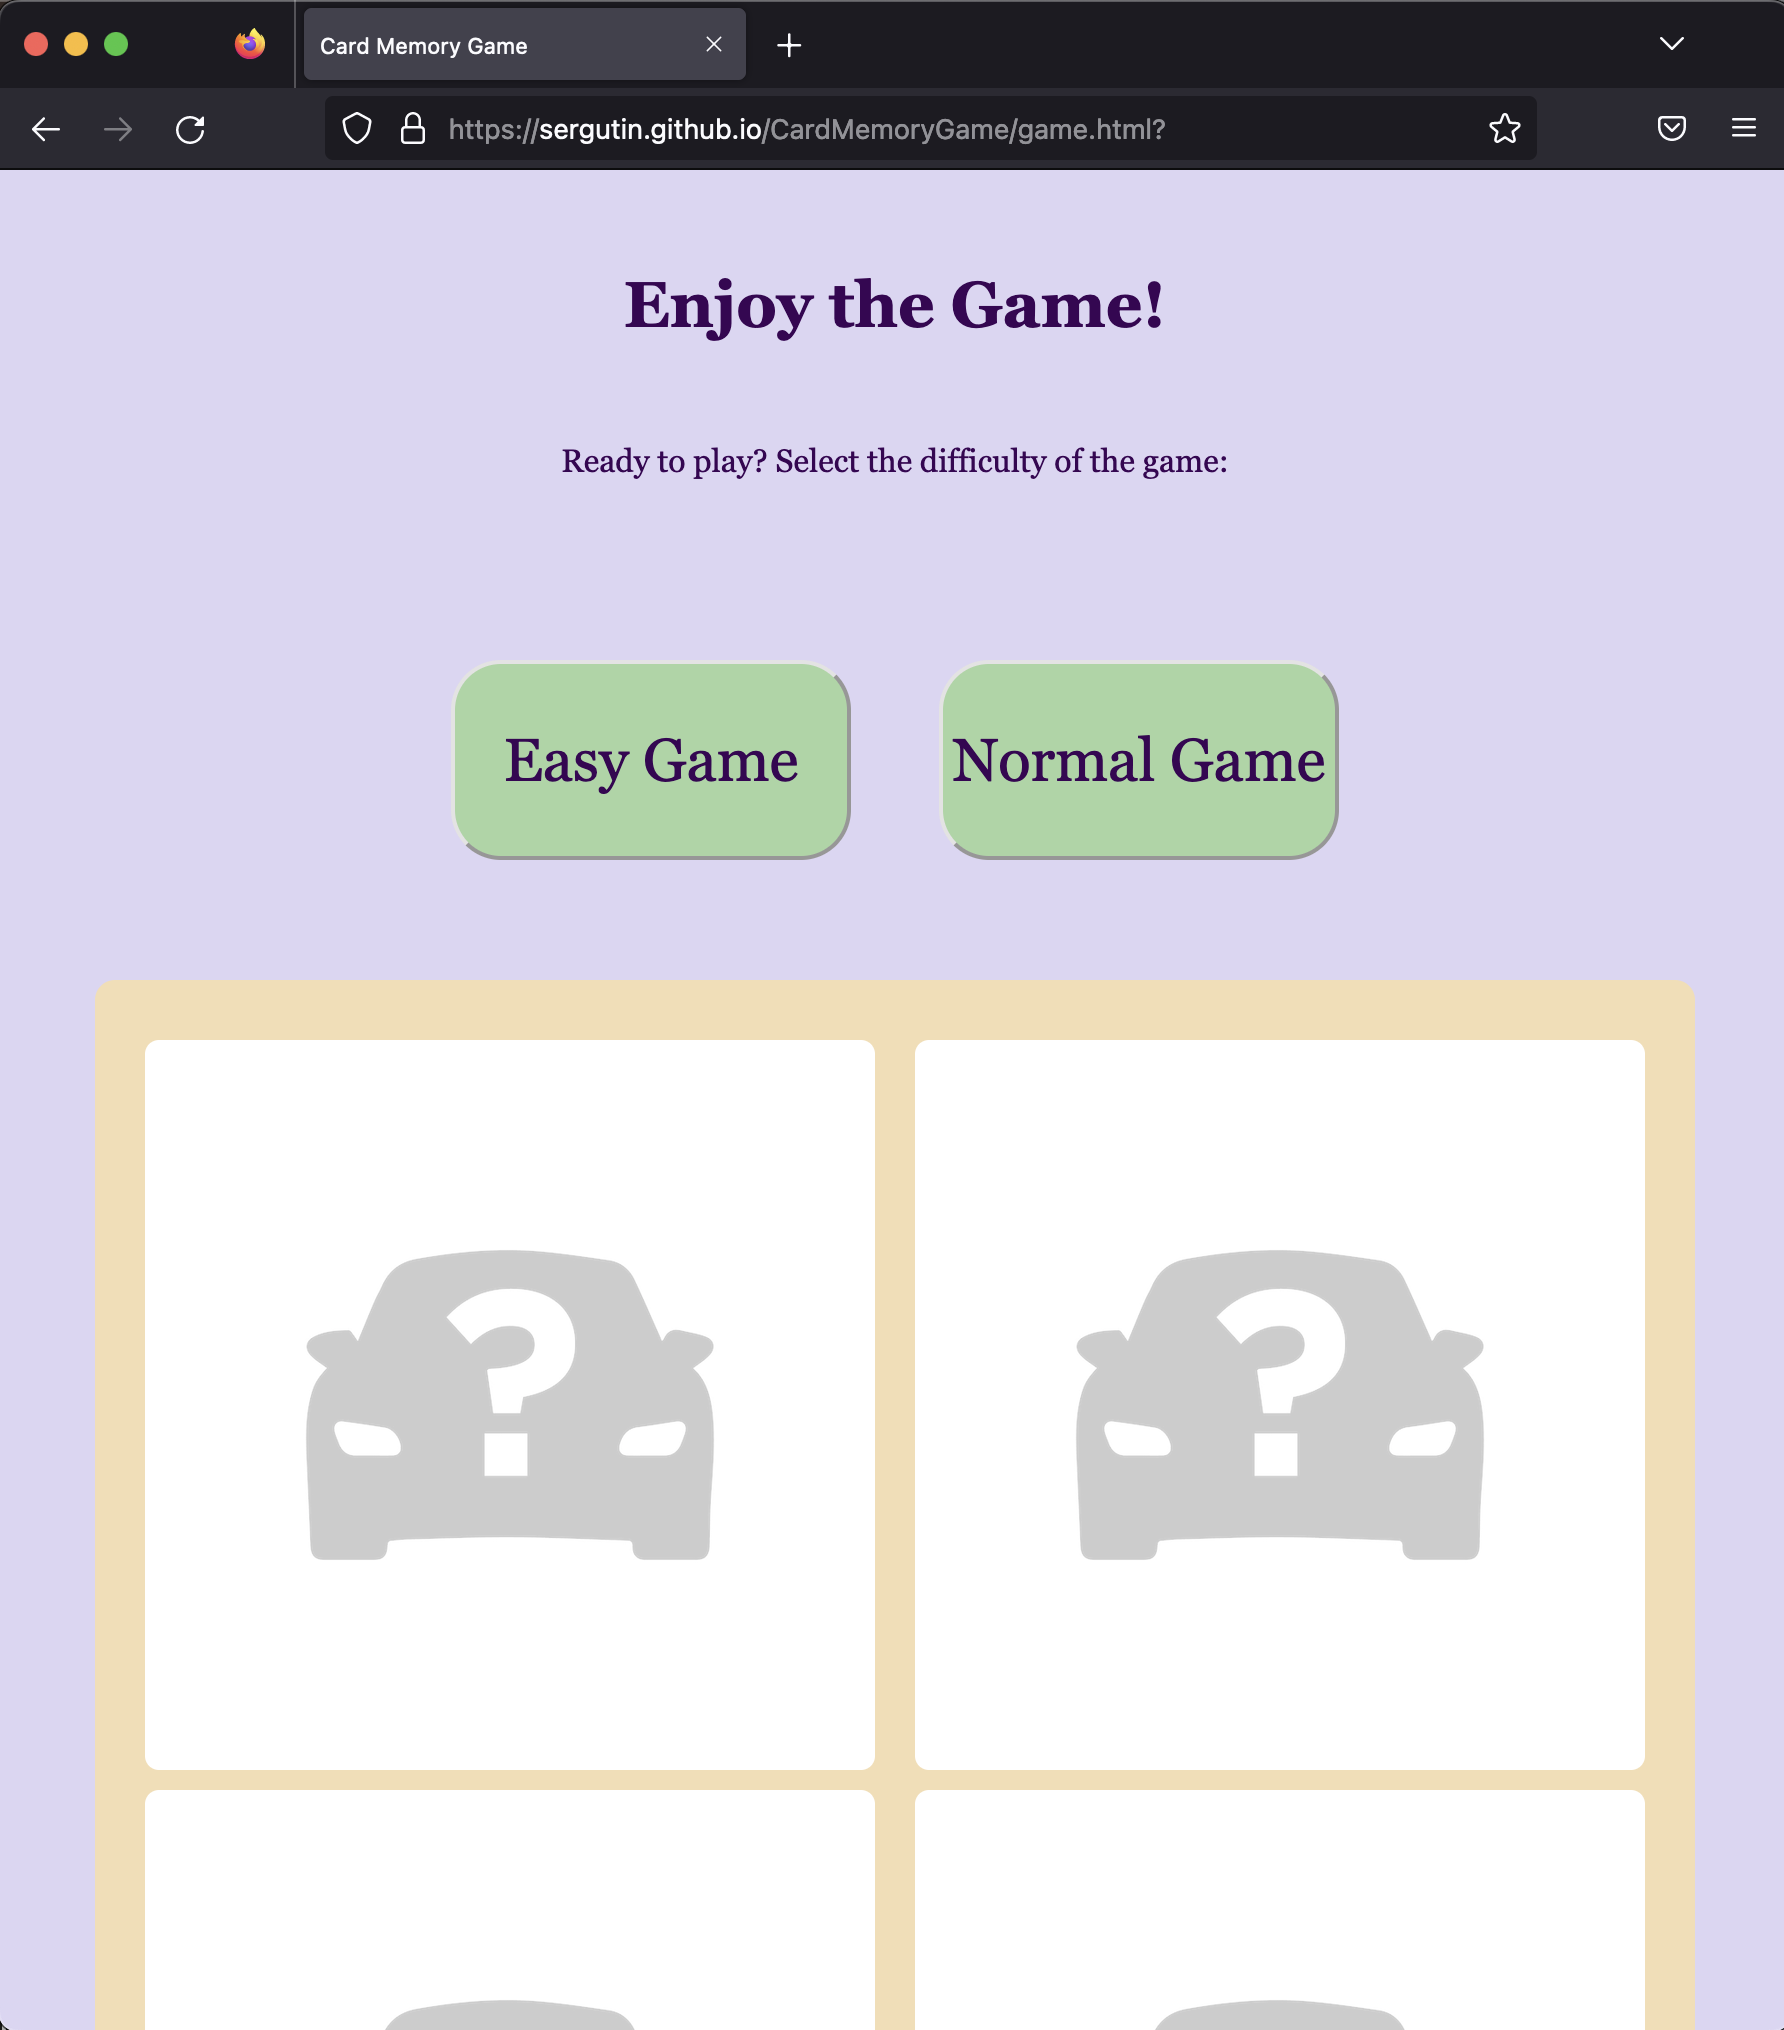 Card Memory Game
https://sergutin.github.io/CardMemoryGame/game.html?
Enjoy the Game!
Ready to play? Select the difficulty of the game:
Easy Game
Normal Game
?
?